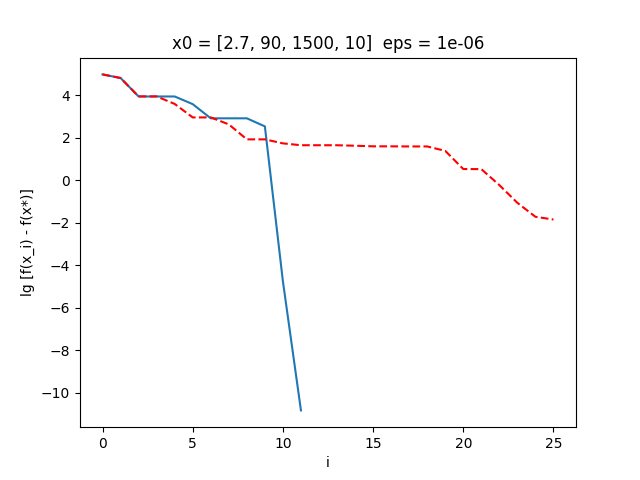 x0 = [2.7, 90, 1500, 10]  eps = 1e-06
lg [f(x_i) - f(x*)]
4
2
0
−2
−4
−6
−8
−10
0 5 10 15 20 25
i